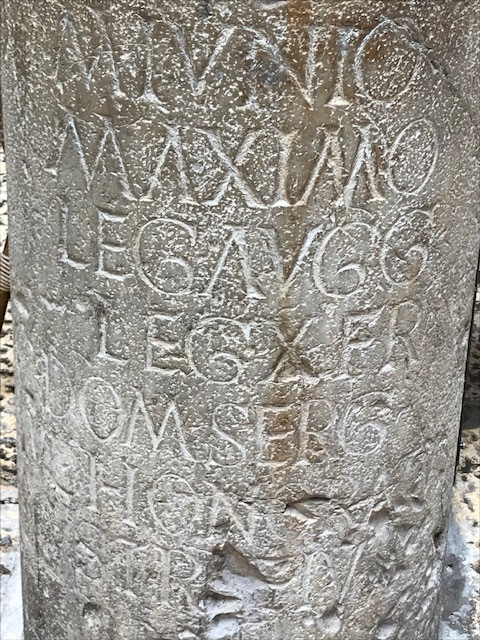 M IVNIO
MAXIMO
LEG AVGG
LEG X FR
DOM SERG